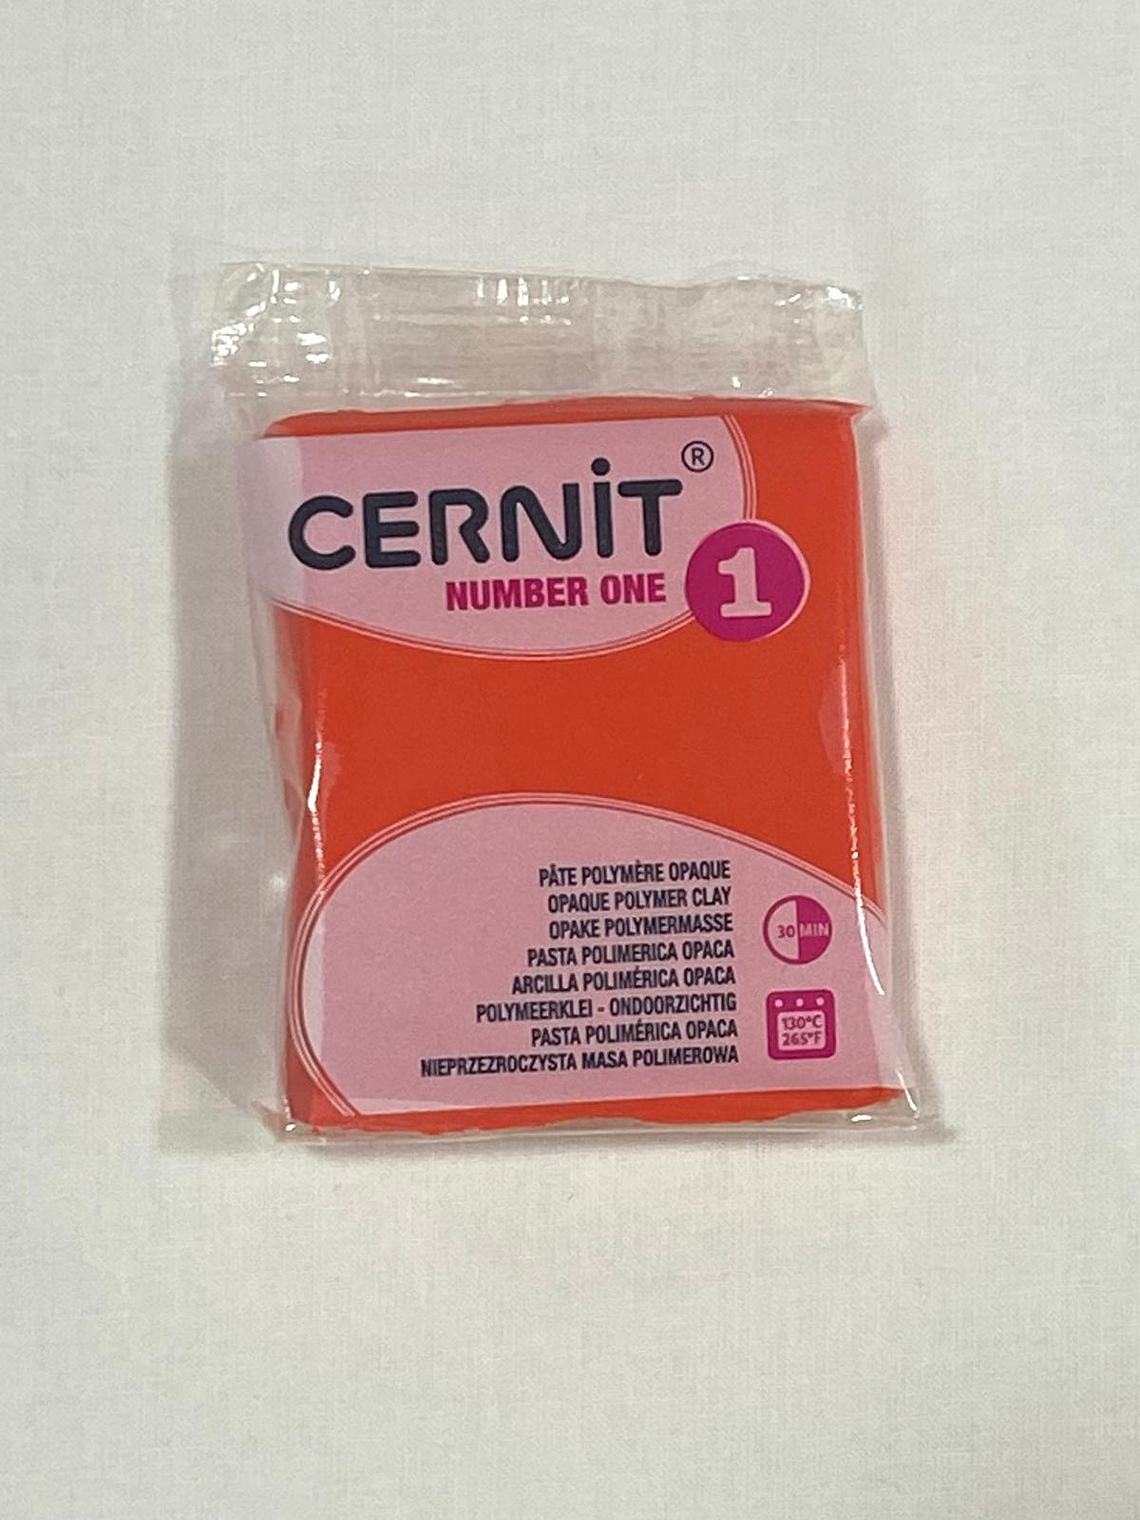 CERNiT®
NUMBER ONE 1
PÂTE POLYMÈRE OPAQUE
OPAQUE POLYMER CLAY
OPAKE POLYMERMASSE
PASTA POLIMERICA OPACA
ARCILLA POLIMÉRICA OPACA
POLYMEERKLEI - ONDOORZICHTIG
PASTA POLIMÉRICA OPACA
NIEPRZEZROCZYSTA MASA POLIMEROWA
30 MIN
130°C
265°F